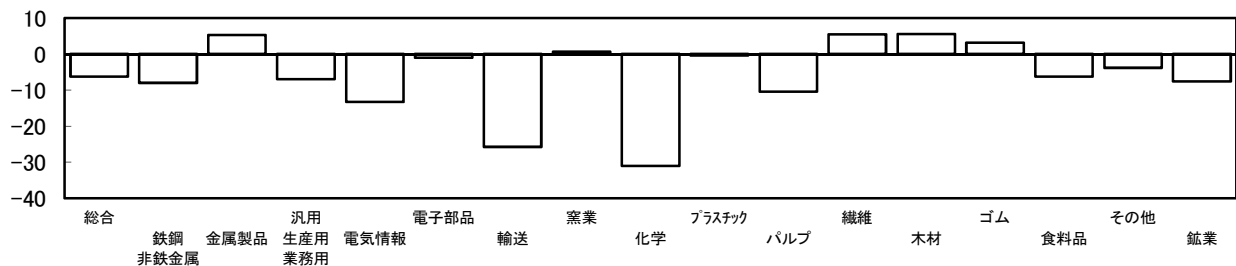 10
0
-10
-20
-30
-40
総合
鉄鋼
非鉄金属
金属製品
汎用
生産用
業務用
電気情報
電子部品
輸送
窯業
化学
プラスチック
パルプ
繊維
木材
ゴム
食料品
その他
鉱業